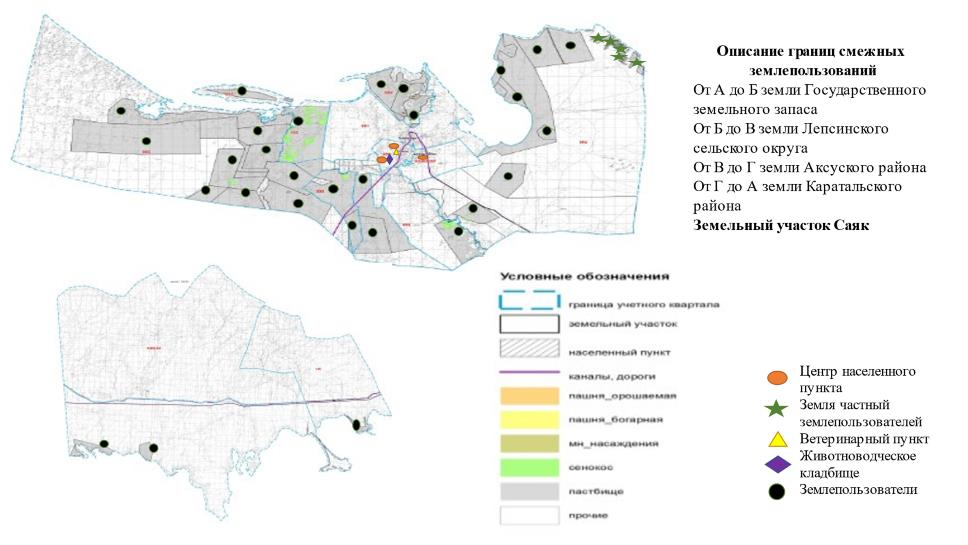 Описание границ смежных
землепользований
От А до Б земли Государственного
земельного запаса
От Б до В земли Лепсинского
сельского округа
От В до Г земли Аксуского района
От Г до А земли Каратальского
района
Земельный участок Саяк
Условные обозначения
граница учетного квартала
земельный участок
населенный пункт
каналы, дороги
пашня_орошаемая
пашня_богарная
мн_насаждения
сенокос
пастбище
прочие
Центр населенного
пункта
Земля частный
землепользователей
Ветеринарный пункт
Животноводческое
кладбище
Землепользователи